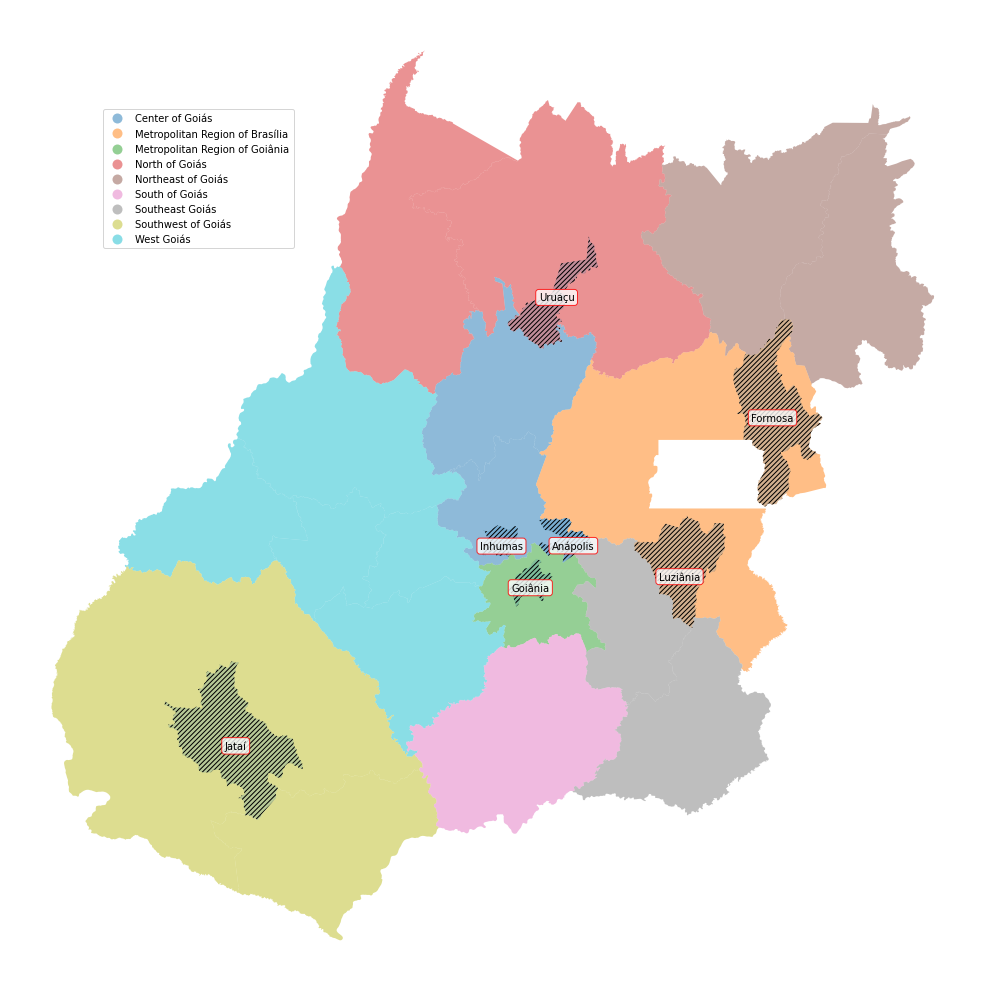 Center of Goiás
Metropolitan Region of Brasília
Metropolitan Region of Goiânia
North of Goiás
Northeast of Goiás
South of Goiás
Southeast Goiás
Southwest of Goiás
West Goiás
Uruaçu
Formosa
Inhumas
Anápolis
Luziânia
Goiânia
Jataí